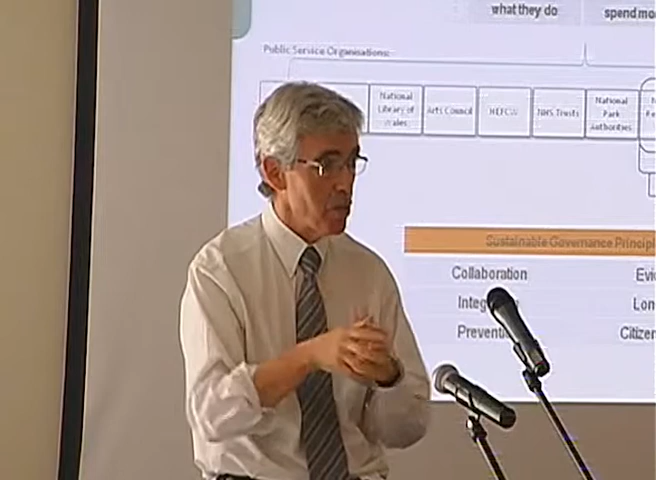 what they do
spend mo
Public Service Organisations:
National
Library of
Wales
Arts Council
HEFCW
NHS Trusts
National
Park
Authorities
Sustainable Governance Princip
Collaboration
Evi
Integ
Lon
Preventi
Citizen